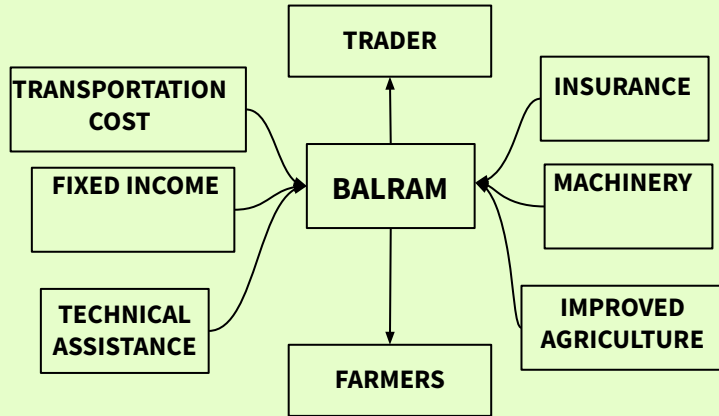 TRADER
TRANSPORTATION
COST
INSURANCE
FIXED INCOME
BALRAM
MACHINERY
TECHNICAL
ASSISTANCE
IMPROVED
AGRICULTURE
FARMERS